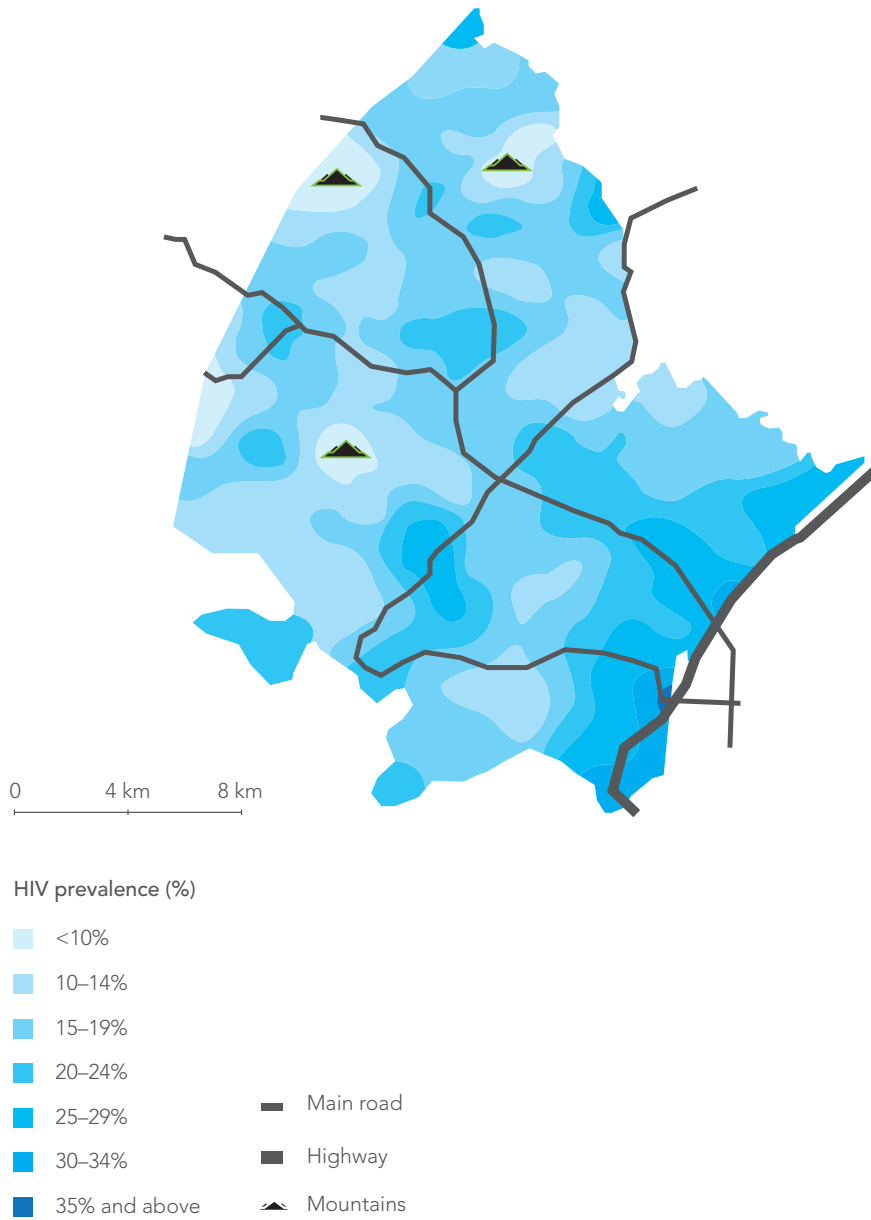 0 4 km 8 km
HIV prevalence (%)
<10%
10–14%
15–19%
20–24%
25–29%
30–34%
35% and above
Main road
Highway
Mountains